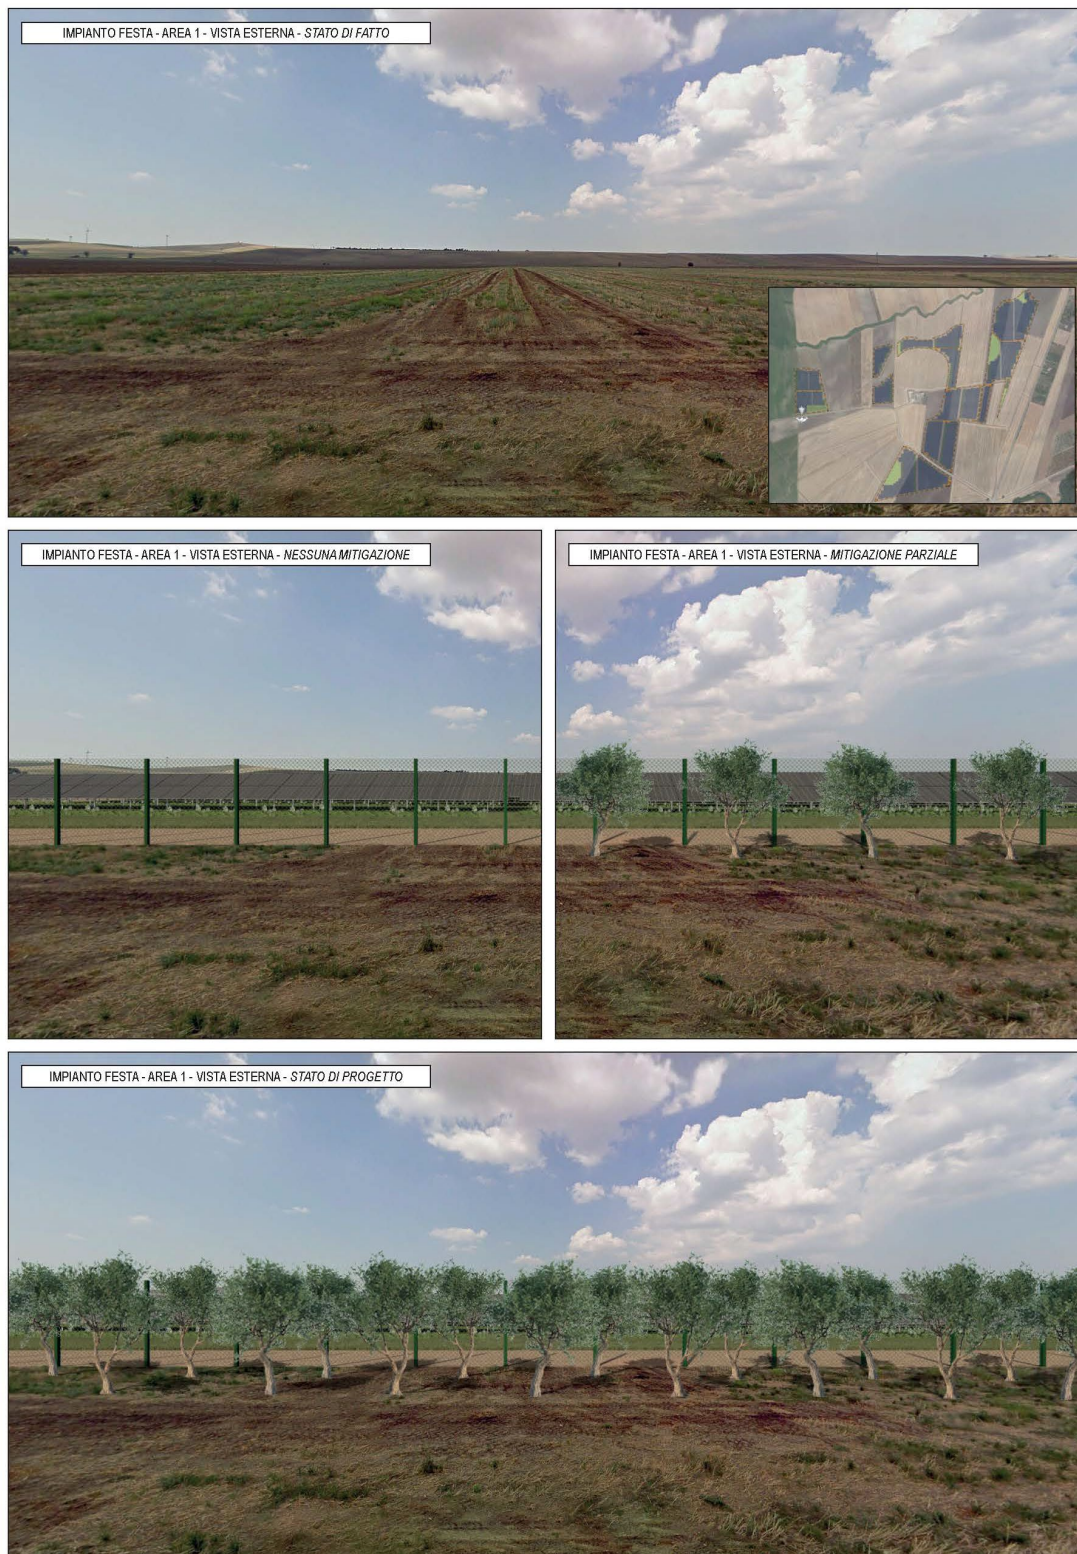 IMPIANTO FESTA - AREA 1 - VISTA ESTERNA - STATO DI FATTO
IMPIANTO FESTA - AREA 1 - VISTA ESTERNA - NESSUNA MITIGAZIONE
IMPIANTO FESTA - AREA 1 - VISTA ESTERNA - MITIGAZIONE PARZIALE
IMPIANTO FESTA - AREA 1 - VISTA ESTERNA - STATO DI PROGETTO